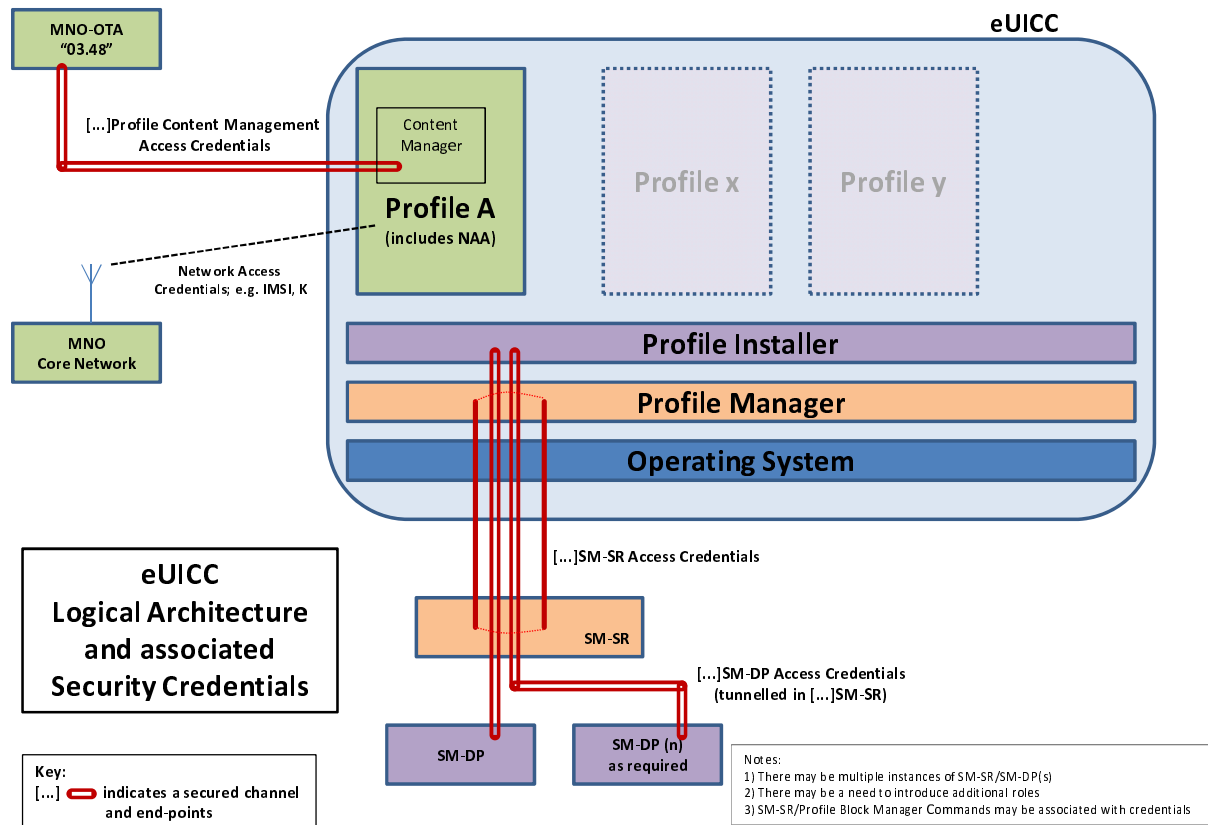 MNO-OTA
“03.48”
eUICC
[...]Profile Content Management
Access Credentials
Content
Manager
Profile A
(includes NAA)
Profile x
Profile y
Network Access
Credentials; e.g. IMSI, K
MNO
Core Network
Profile Installer
Profile Manager
Operating System
[...]SM-SR Access Credentials
eUICC
Logical Architecture
and associated
Security Credentials
SM-SR
[...]SM-DP Access Credentials
(tunnelled in [...]SM-SR)
SM-DP
SM-DP (n)
as required
Key:
[...] indicates a secured channel
and end-points
Notes:
1) There may be multiple instances of SM-SR/SM-DP(s)
2) There may be a need to introduce additional roles
3) SM-SR/Profile Block Manager Commands may be associated with credentials